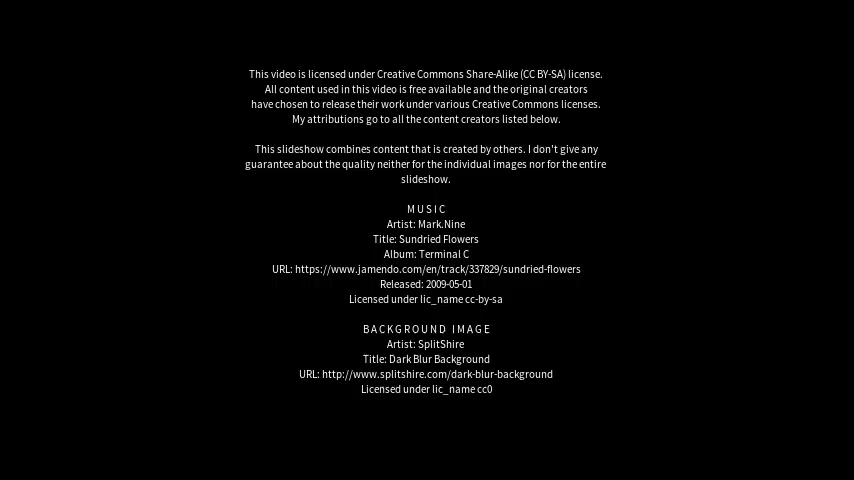 This video is licensed under Creative Commons Share-Alike (CC BY-SA) license.
All content used in this video is free available and the original creators
have chosen to release their work under various Creative Commons licenses.
My attributions go to all the content creators listed below.
This slideshow combines content that is created by others. I don't give any
guarantee about the quality neither for the individual images nor for the entire
slideshow.
MUSIC
Artist: Mark.Nine
Title: Sundried Flowers
Album: Terminal C
URL: https://www.jamendo.com/en/track/337829/sundried-flowers
Released: 2009-05-01
Licensed under lic_name cc-by-sa
BACKGROUND IMAGE
Artist: SplitShire
Title: Dark Blur Background
URL: http://www.splitshire.com/dark-blur-background
Licensed under lic_name cc0